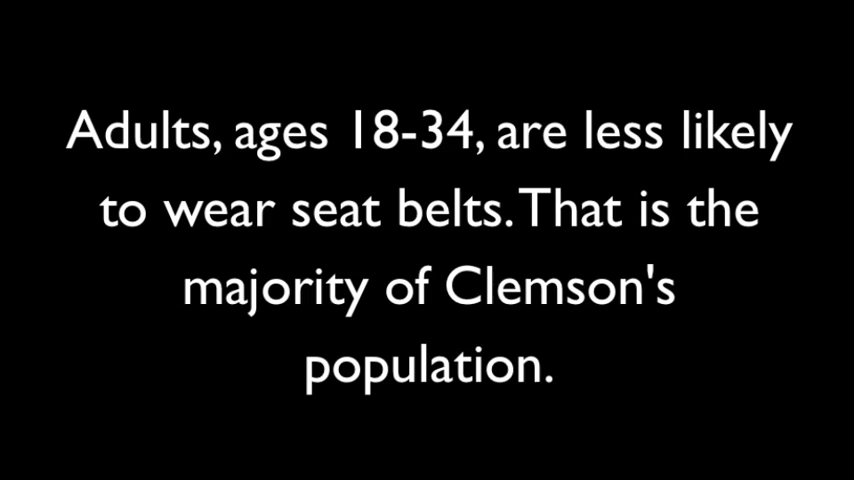 Adults, ages 18-34, are less likely
to wear seat belts. That is the
majority of Clemson's
population.